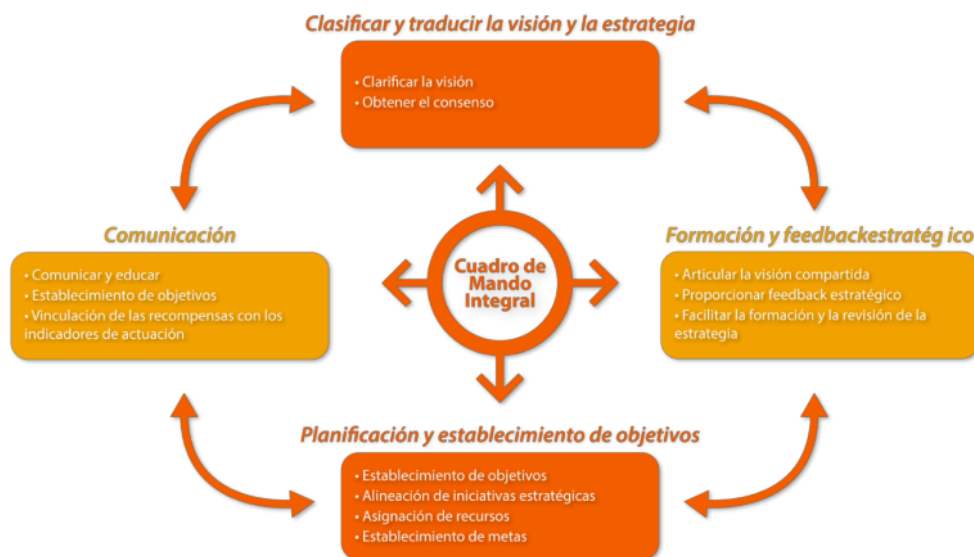 Clasificar y traducir la visión y la estrategia
• Clarificar la visión
• Obtener el consenso
Comunicación
• Comunicar y educar
• Establecimiento de objetivos
• Vinculación de las recompensas con los
indicadores de actuación
Cuadro de
Mando
Integral
Formación y feedbackestratég ico
• Articular la visión compartida
• Proporcionar feedback estratégico
• Facilitar la formación y la revisión de la
estrategia
Planificación y establecimiento de objetivos
• Establecimiento de objetivos
• Alineación de iniciativas estratégicas
• Asignación de recursos
• Establecimiento de metas